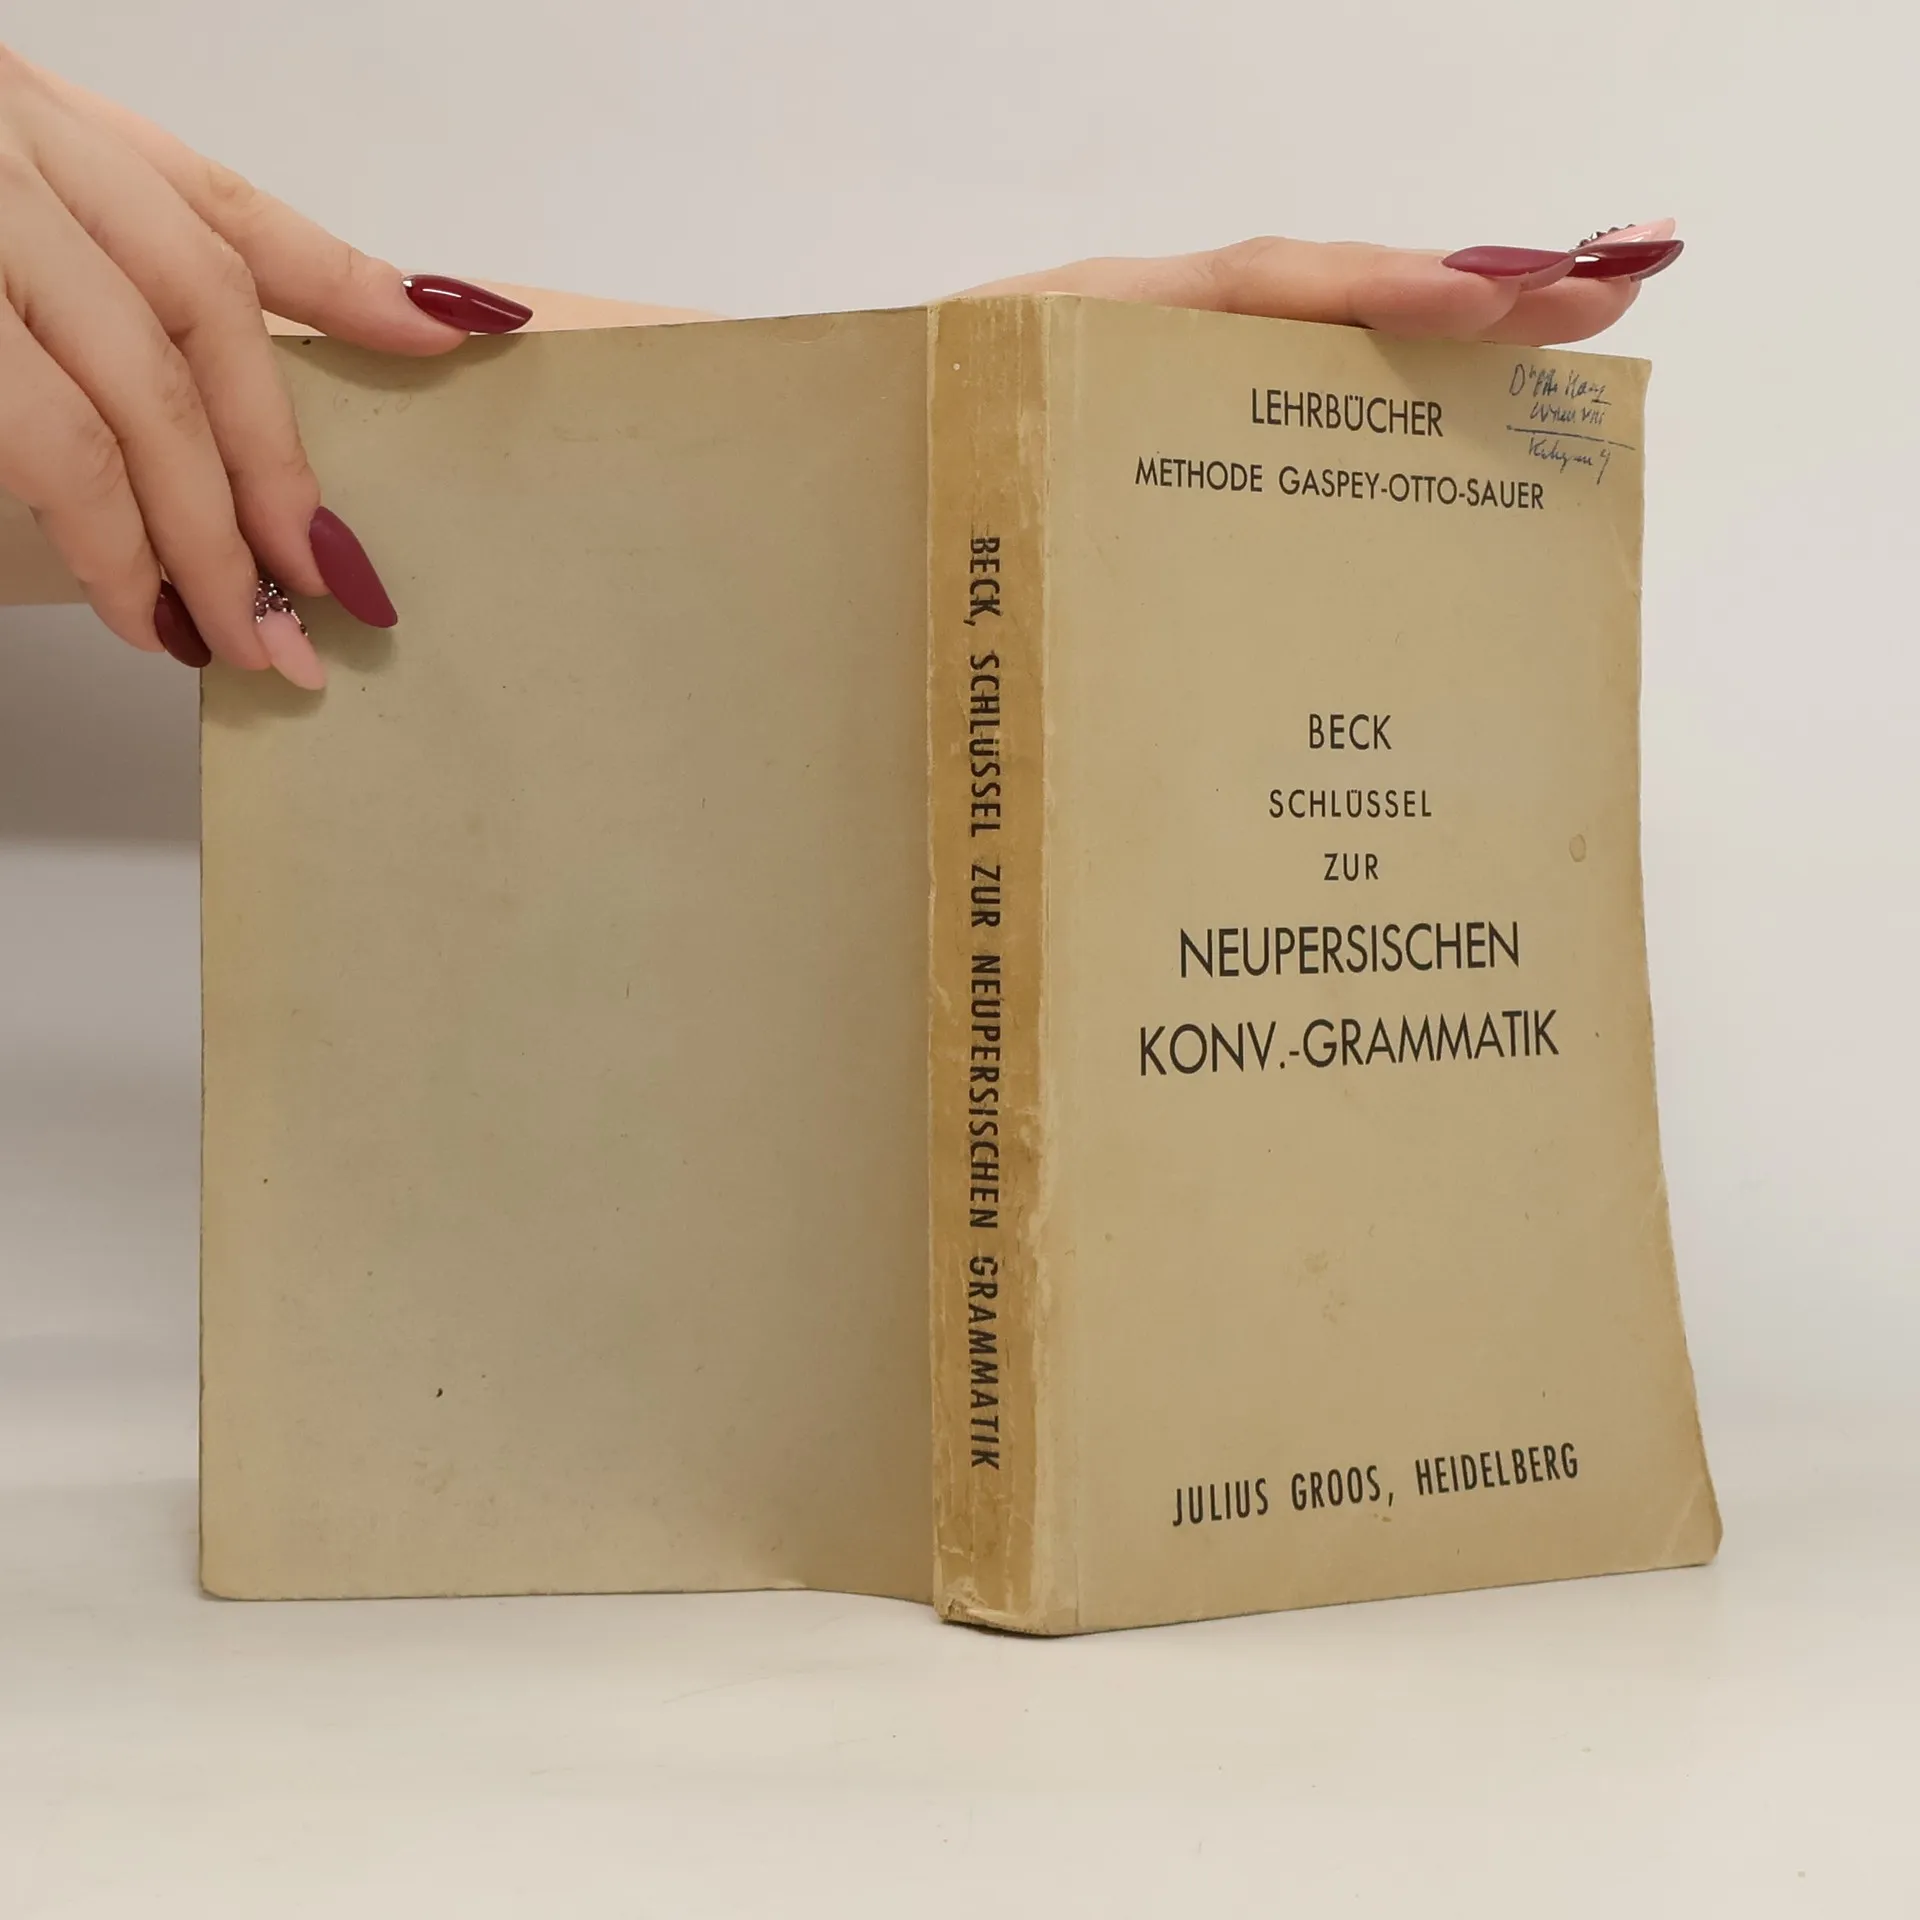 BECK, SCHLÜSSEL ZUR NEUPERSISCHEN GRAMMATIK
LEHRBÜCHER
METHODE GASPEY-OTTO-SAUER
BECK
SCHLÜSSEL
ZUR
NEUPERSISCHEN
KONV.-GRAMMATIK
JULIUS GROOS, HEIDELBERG